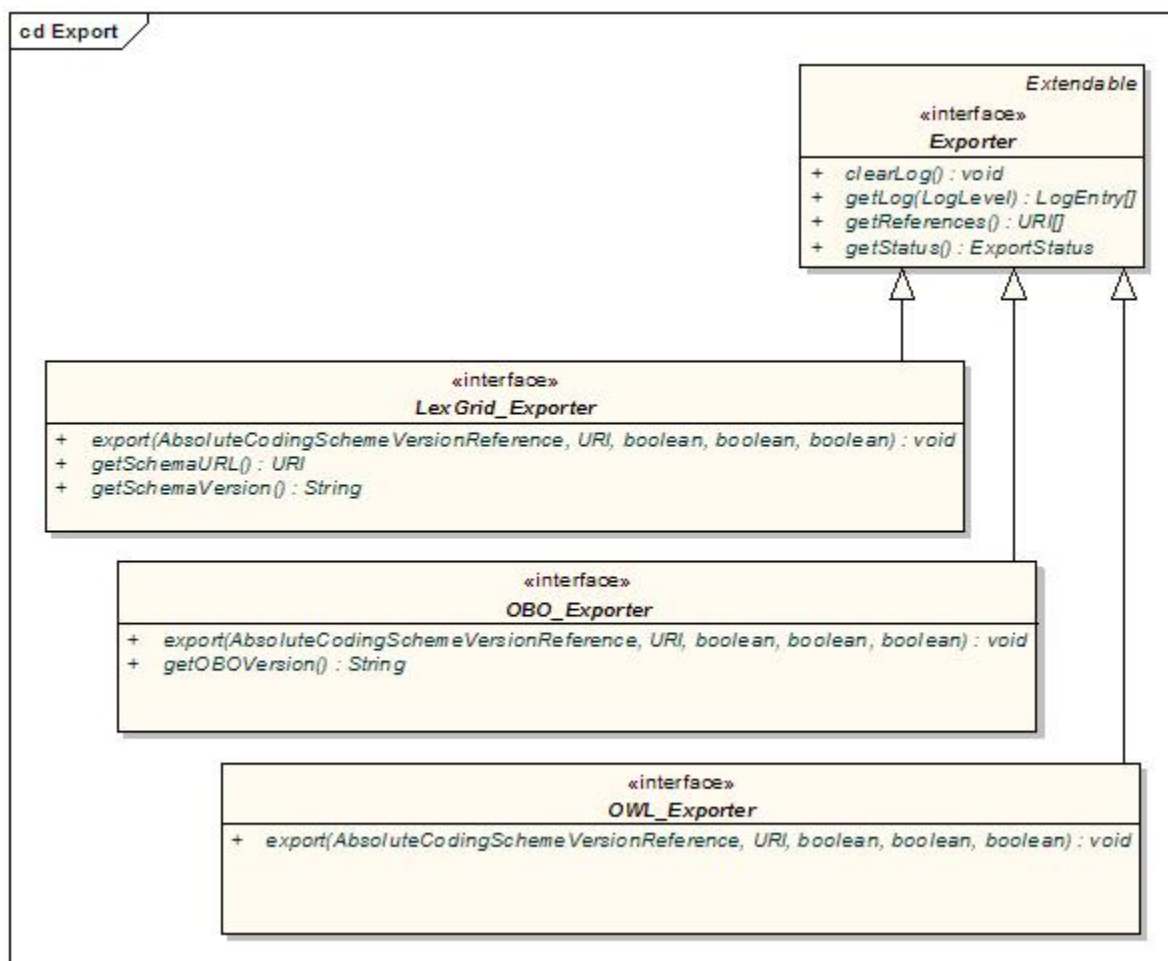 cd Export
Extendable
«interface»
Exporter
+ clearLog() : void
+ getLog(LogLevel) : LogEntry[]
+ getReferences() : URI[]
+ getStatus() : ExportStatus
«interface»
LexGrid_Exporter
+ export(AbsoluteCodingSchemeVersionReference, URI, boolean, boolean, boolean) : void
+ getSchemaURL() : URI
+ getSchemaVersion() : String
«interface»
OBO_Exporter
+ export(AbsoluteCodingSchemeVersionReference, URI, boolean, boolean, boolean) : void
+ getOBOVersion() : String
«interface»
OWL_Exporter
+ export(AbsoluteCodingSchemeVersionReference, URI, boolean, boolean, boolean) : void